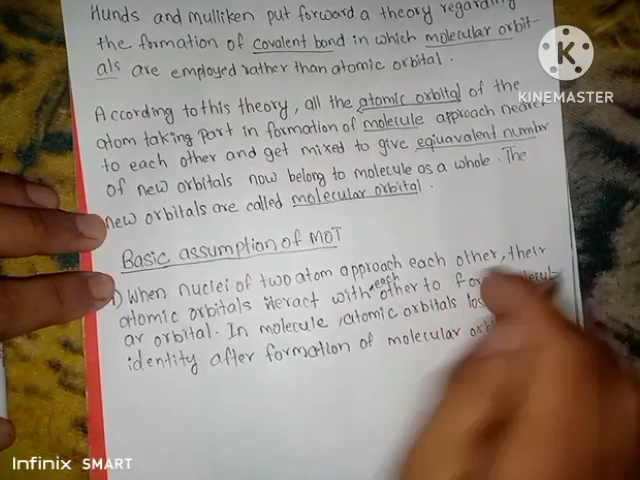 Hunds and mulliken put forward a theory regarding
the formation of covalent bond in which molecular orbit-
als are employed rather than atomic orbital.
K
KINEMASTER
According to this theory, all the atomic orbital of the
atom taking part in formation of molecule approach nearer
to each other and get mixed to give equivavalent number
of new orbitals now belong to molecule as a whole. The
new orbitals are called molecular orbital.
Basic assumption of MOT
When nuclei of two atom approach each other, their
atomic orbitals iteract with each other to
ar orbital. In molecule, atomic orbitals
identity after formation of molecular
Infinix SMART